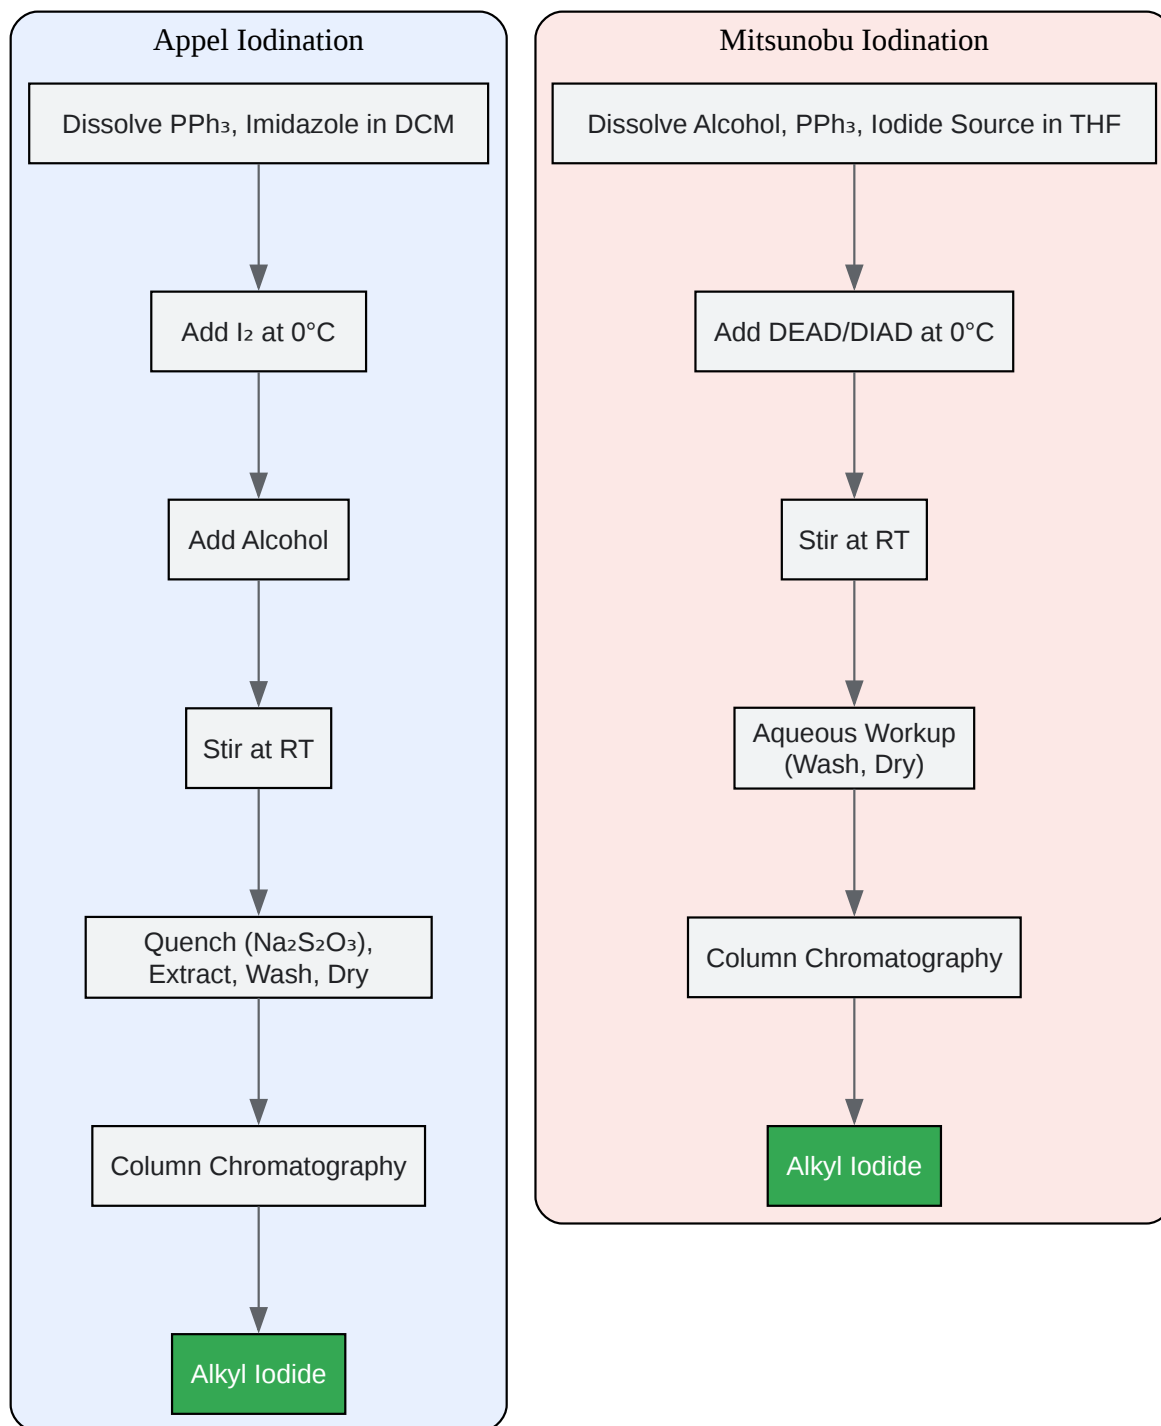 Appel Iodination
Dissolve PPh₃, Imidazole in DCM
Add I₂ at 0°C
Add Alcohol
Stir at RT
Quench (Na₂S₂O₃),
Extract, Wash, Dry
Column Chromatography
Alkyl Iodide
Mitsunobu Iodination
Dissolve Alcohol, PPh₃, Iodide Source in THF
Add DEAD/DIAD at 0°C
Stir at RT
Aqueous Workup
(Wash, Dry)
Column Chromatography
Alkyl Iodide